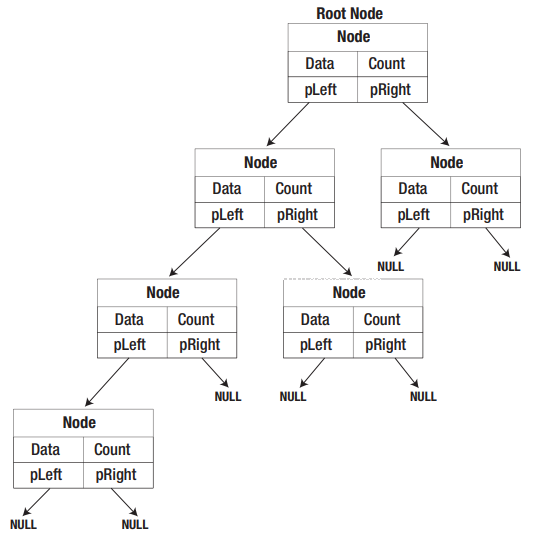 Root Node
Node
Data Count
pLeft pRight
Node Node
Data Count Data Count
pLeft pRight pLeft pRight
NULL NULL
Node Node
Data Count Data Count
pLeft pRight pLeft pRight
NULL NULL NULL
Node
Data Count
pLeft pRight
NULL NULL